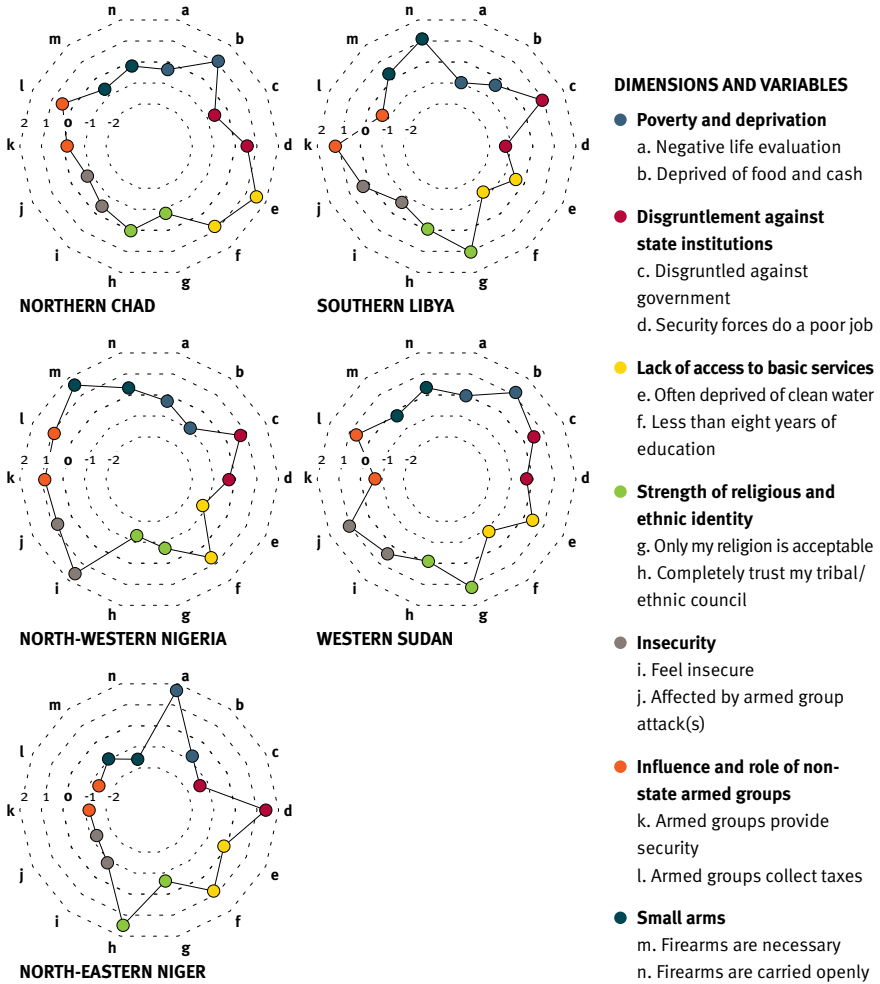 n a
m b
l c
2 1 0 -1 -2
k d
j e
i f
h g
NORTHERN CHAD
n a
m b
l c
2 1 0 -1 -2
k d
j e
i f
h g
SOUTHERN LIBYA
n a
m b
l c
2 1 0 -1 -2
k d
j e
i f
h g
NORTH-WESTERN NIGERIA
n a
m b
l c
2 1 0 -1 -2
k d
j e
i f
h g
WESTERN SUDAN
n a
m b
l c
2 1 0 -1 -2
k d
j e
i f
h g
NORTH-EASTERN NIGER
DIMENSIONS AND VARIABLES
Poverty and deprivation
a. Negative life evaluation
b. Deprived of food and cash
Disgruntlement against
state institutions
c. Disgruntled against
government
d. Security forces do a poor job
Lack of access to basic services
e. Often deprived of clean water
f. Less than eight years of
education
Strength of religious and
ethnic identity
g. Only my religion is acceptable
h. Completely trust my tribal/
ethnic council
Insecurity
i. Feel insecure
j. Affected by armed group
attack(s)
Influence and role of non-
state armed groups
k. Armed groups provide
security
l. Armed groups collect taxes
Small arms
m. Firearms are necessary
n. Firearms are carried openly